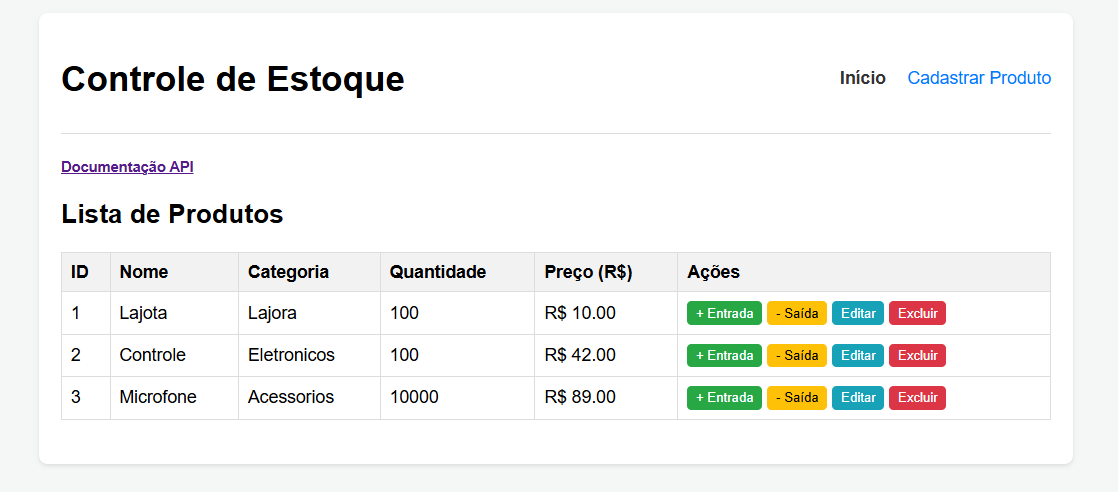 Controle de Estoque
Início Cadastrar Produto
Documentação API
Lista de Produtos
ID Nome Categoria Quantidade Preço (R$) Ações
1 Lajota Lajora 100 R$ 10.00 + Entrada - Saída Editar Excluir
2 Controle Eletronicos 100 R$ 42.00 + Entrada - Saída Editar Excluir
3 Microfone Acessorios 10000 R$ 89.00 + Entrada - Saída Editar Excluir